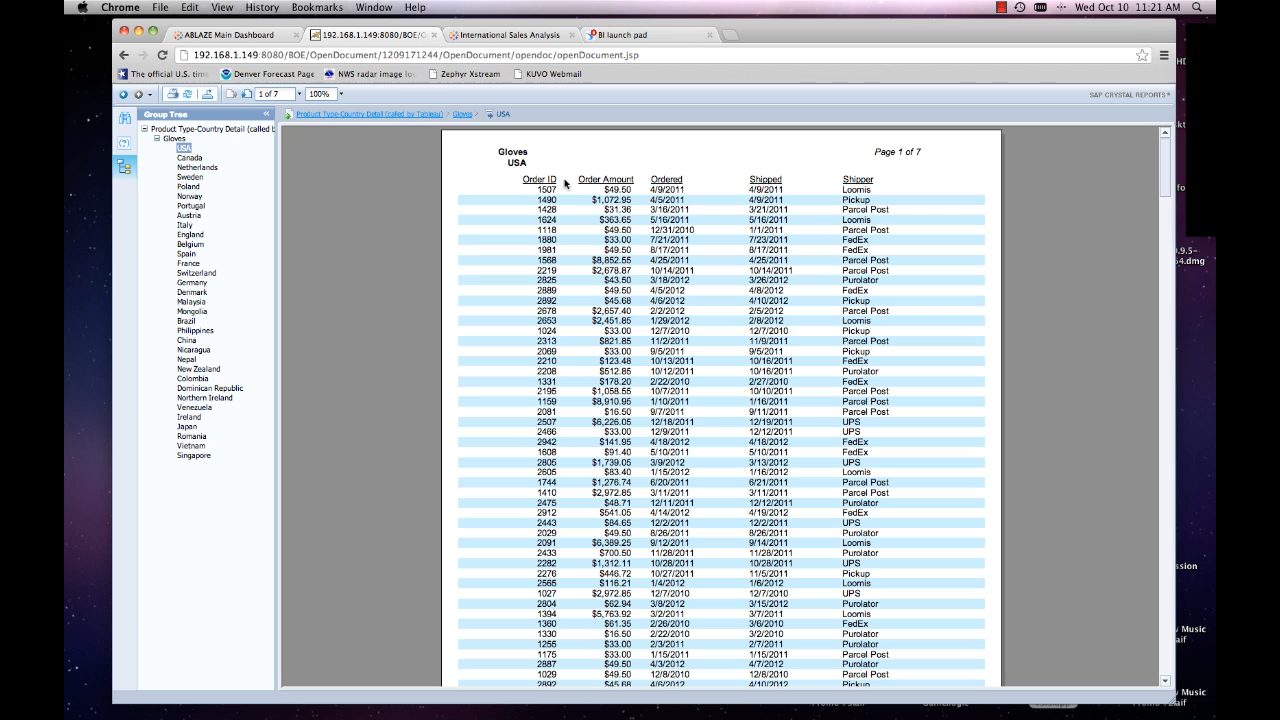 Chrome File Edit View History Bookmarks Window Help Wed Oct 10 11:21 AM
ABLAZE Main Dashboard 192.168.1.149:8080/BOE/O International Sales Analysis BI launch pad
192.168.1.149:8080/BOE/OpenDocument/1209171244/OpenDocument/opendoc/openDocument.jsp
The official U.S. time Denver Forecast Page NWS radar image Zephyr Xstream KUVO Webmail
1 of 7 100% SAP CRYSTAL REPORTS®
Group Tree
Product Type-Country Detail (called by Tableau) Gloves USA
Product Type-Country Detail (called b
Gloves
USA
Canada
Netherlands
Sweden
Poland
Norway
Portugal
Austria
Italy
England
Belgium
Spain
France
Switzerland
Germany
Denmark
Malaysia
Mongolia
Brazil
Philippines
China
Nicaragua
Nepal
New Zealand
Colombia
Dominican Republic
Northern Ireland
Venezuela
Ireland
Japan
Romania
Vietnam
Singapore
Gloves Page 1 of 7
USA
Order ID Order Amount Ordered Shipped Shipper
1507 $49.50 4/9/2011 4/9/2011 Loomis
1490 $1,072.95 4/5/2011 4/9/2011 Pickup
1428 $31.36 3/16/2011 3/21/2011 Parcel Post
1624 $363.65 5/16/2011 5/16/2011 Loomis
1118 $49.50 12/31/2010 1/1/2011 Parcel Post
1880 $33.00 7/21/2011 7/23/2011 FedEx
1981 $49.50 8/17/2011 8/17/2011 FedEx
1568 $8,852.55 4/25/2011 4/25/2011 Parcel Post
2219 $2,678.87 10/14/2011 10/14/2011 Parcel Post
2825 $43.50 3/18/2012 3/26/2012 Purolator
2889 $49.50 4/5/2012 4/8/2012 FedEx
2892 $45.68 4/6/2012 4/10/2012 Pickup
2678 $2,657.40 2/2/2012 2/5/2012 Parcel Post
2653 $2,451.85 1/29/2012 2/8/2012 Loomis
1024 $33.00 12/7/2010 12/7/2010 Pickup
2313 $821.85 11/2/2011 11/9/2011 Parcel Post
2069 $33.00 9/5/2011 9/5/2011 Pickup
2210 $123.48 10/13/2011 10/16/2011 FedEx
2208 $512.85 10/12/2011 10/16/2011 Purolator
1331 $178.20 2/22/2010 2/27/2010 FedEx
2195 $1,058.55 10/7/2011 10/10/2011 Parcel Post
1159 $8,910.95 1/10/2011 1/16/2011 Parcel Post
2081 $16.50 9/7/2011 9/11/2011 Parcel Post
2507 $6,226.05 12/18/2011 12/19/2011 UPS
2466 $33.00 12/9/2011 12/12/2011 UPS
2942 $141.95 4/18/2012 4/18/2012 FedEx
1608 $91.40 5/10/2011 5/10/2011 FedEx
2805 $1,739.05 3/9/2012 3/13/2012 UPS
2605 $83.40 1/15/2012 1/16/2012 Loomis
1744 $1,276.74 6/20/2011 6/21/2011 Parcel Post
1410 $2,972.85 3/11/2011 3/11/2011 Parcel Post
2475 $48.71 12/11/2011 12/12/2011 Purolator
2912 $541.05 4/14/2012 4/19/2012 FedEx
2443 $84.65 12/2/2011 12/2/2011 UPS
2029 $49.50 8/26/2011 8/26/2011 Purolator
2091 $6,389.25 9/12/2011 9/14/2011 Loomis
2433 $700.50 11/28/2011 11/28/2011 Purolator
2282 $1,312.11 10/28/2011 10/28/2011 UPS
2276 $446.72 10/27/2011 11/5/2011 Pickup
2565 $116.21 1/4/2012 1/6/2012 Loomis
1027 $2,972.85 12/7/2010 12/7/2010 UPS
2804 $62.94 3/8/2012 3/15/2012 Purolator
1394 $5,763.92 3/2/2011 3/7/2011 Loomis
1360 $61.35 2/26/2010 3/6/2010 FedEx
1330 $16.50 2/22/2010 3/2/2010 Purolator
1255 $33.00 2/3/2011 2/7/2011 Purolator
1175 $33.00 1/15/2011 1/15/2011 Parcel Post
2887 $49.50 4/3/2012 4/7/2012 Purolator
1029 $49.50 12/8/2010 12/8/2010 Parcel Post
2892 $45.68 4/6/2012 4/10/2012 Pickup
HD
kt
fo
0.9.5-
64.dmg
ssion
Music
aif
Music
aif